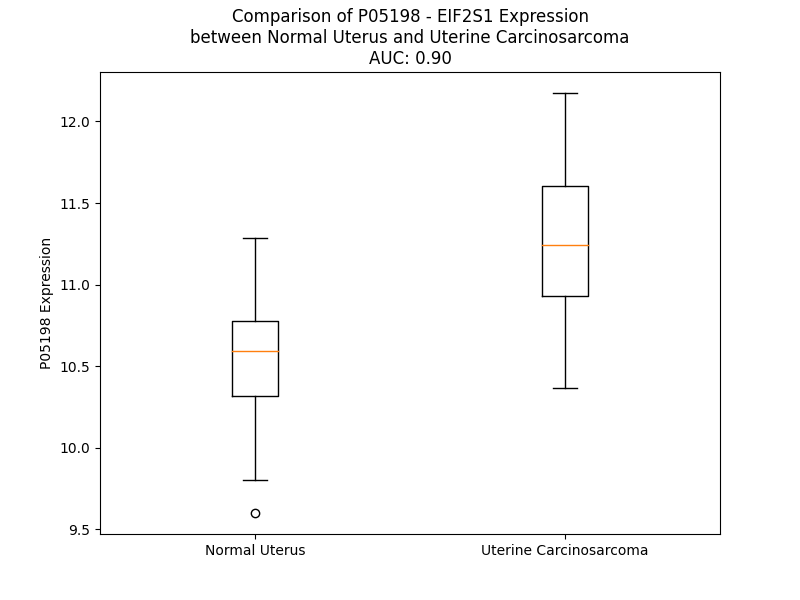 Comparison of P05198 - EIF2S1 Expression
between Normal Uterus and Uterine Carcinosarcoma
AUC: 0.90
P05198 Expression
12.0
11.5
11.0
10.5
10.0
9.5
Normal Uterus
Uterine Carcinosarcoma